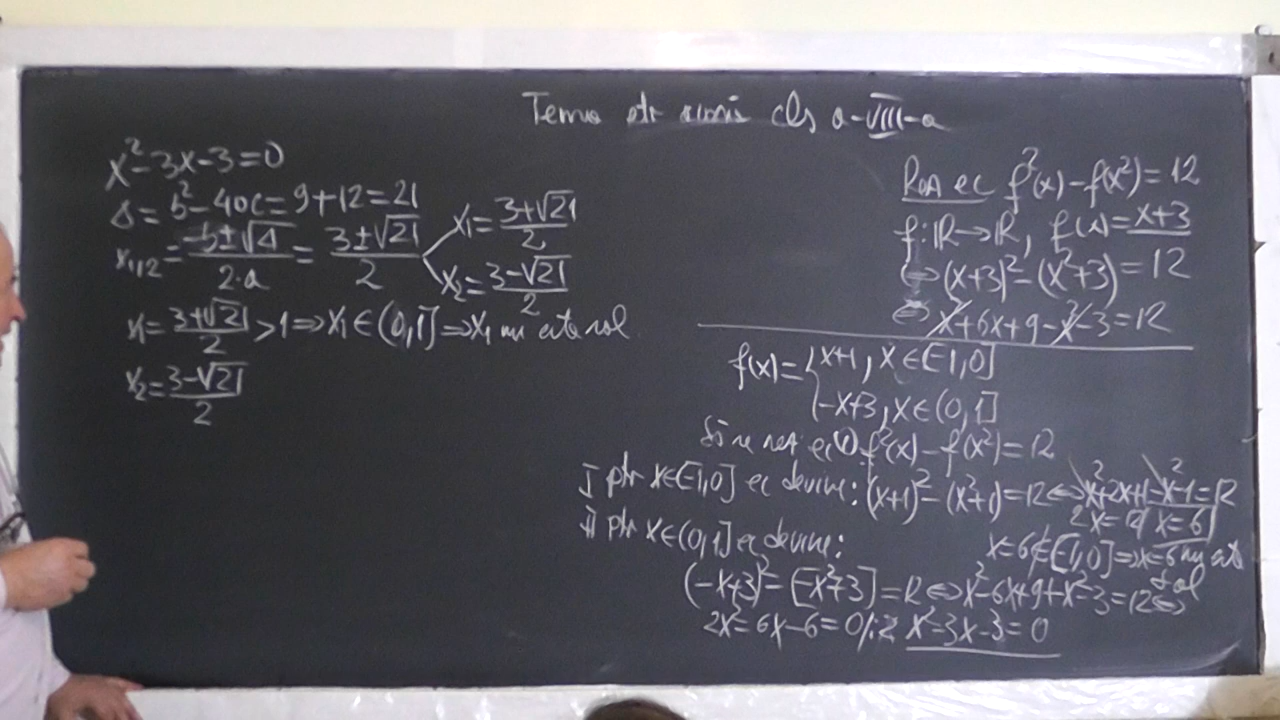 Tema ptr cls a-VIII-a
x²-3x-3=0
Δ=b²-4ac=9+12=21
x₁,₂=(-b±√Δ)/(2·a)=(3±√21)/2
x₁=(3+√21)/2
x₂=(3-√21)/2
x₁=(3+√21)/2>1⇒x₁∈(0,1]⇒x₁ nu este sol
x₂=(3-√21)/2
Rez ec f²(x)-f(x²)=12
f:R→R, f(x)=x+3
⇔(x+3)²-(x²+3)=12
⇔x²+6x+9-x²-3=12
f(x)={x+1, x∈[-1,0]
-x+3, x∈(0,1]
Să se rez ec f²(x)-f(x²)=12
I ptr x∈[-1,0] ec devine: (x+1)²-(x²+1)=12⇔x²+2x+1-x²-1=12
2x=12 x=6
x=6∉[-1,0]⇒x=6 nu este sol
II ptr x∈(0,1] ec devine:
(-x+3)²-[-x²+3]=12⇔x²-6x+9+x²-3=12⇔
2x²-6x-6=0/:2 x²-3x-3=0